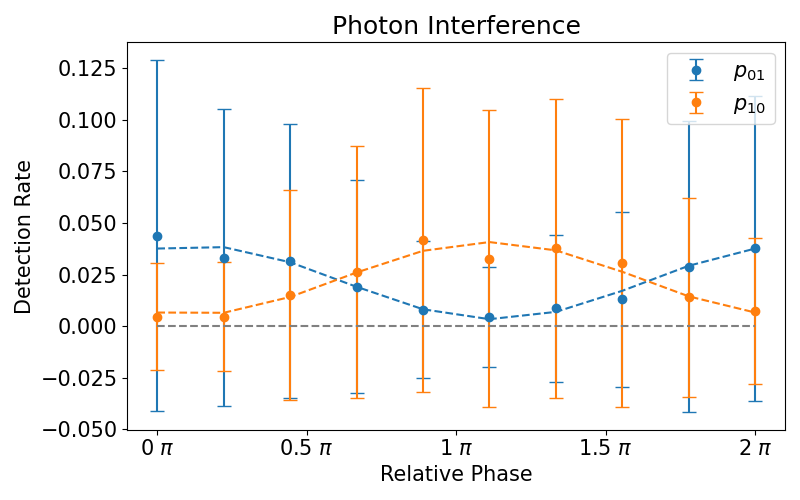 Photon Interference
Detection Rate
0.125
0.100
0.075
0.050
0.025
0.000
−0.025
−0.050
p01
p10
0 π
0.5 π
1 π
1.5 π
2 π
Relative Phase